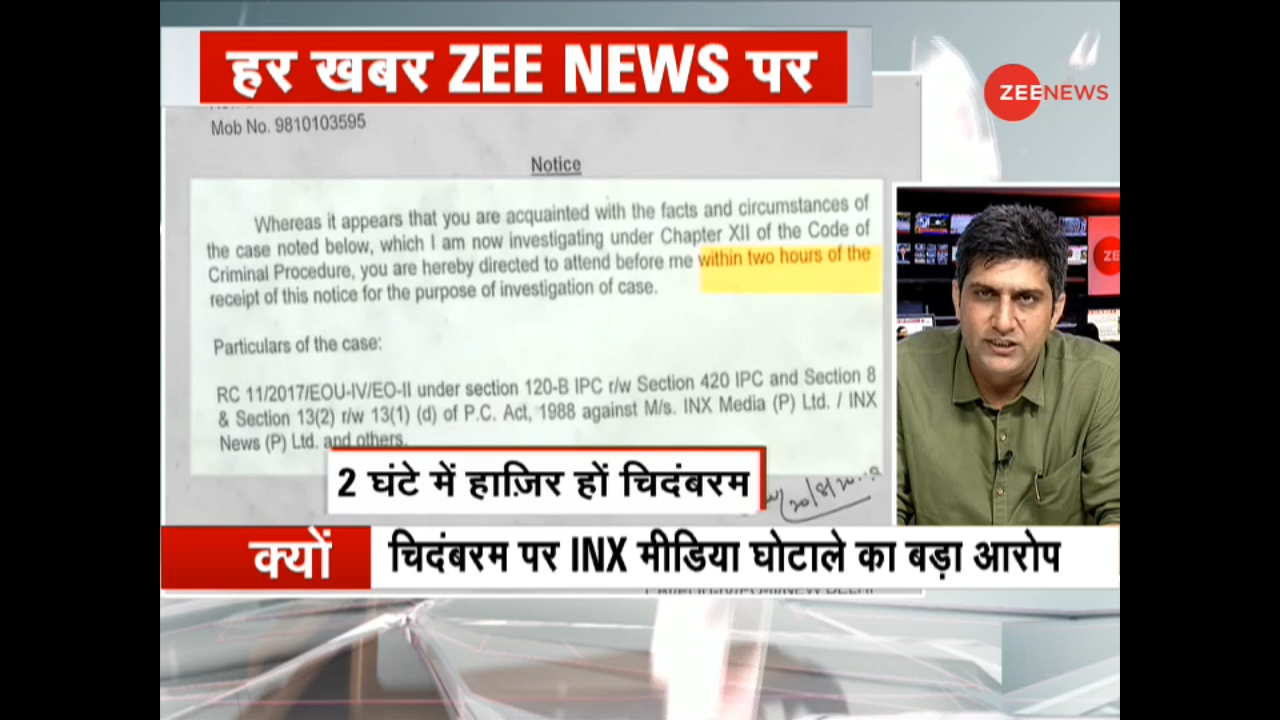 हर ख़बर ZEE NEWS पर
ZEENEWS
Mob No. 9810103595
Notice
Whereas it appears that you are acquainted with the facts and circumstances of
the case noted below, which I am now investigating under Chapter XII of the Code of
Criminal Procedure, you are hereby directed to attend before me within two hours of the
receipt of this notice for the purpose of investigation of case.
Particulars of the case:
RC 11/2017/EOU-IV/EO-II under section 120-B IPC r/w Section 420 IPC and Section 8
& Section 13(2) r/w 13(1) (d) of P.C. Act, 1988 against M/s. INX Media (P) Ltd. / INX
News (P) Ltd. and others.
2 घंटे में हाज़िर हों चिदंबरम
क्यों
चिदंबरम पर INX मीडिया घोटाले का बड़ा आरोप